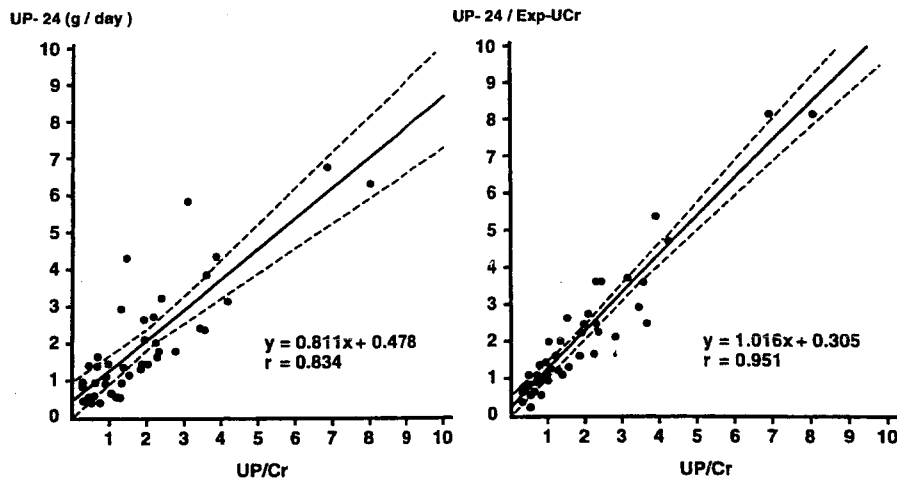 UP- 24 (g / day )
10
9
8
7
6
5
4
3
2
1
0
1 2 3 4 5 6 7 8 9 10
UP/Cr
y = 0.811x + 0.478
r = 0.834
UP- 24 / Exp-UCr
10
9
8
7
6
5
4
3
2
1
0
1 2 3 4 5 6 7 8 9 10
UP/Cr
y = 1.016x + 0.305
r = 0.951